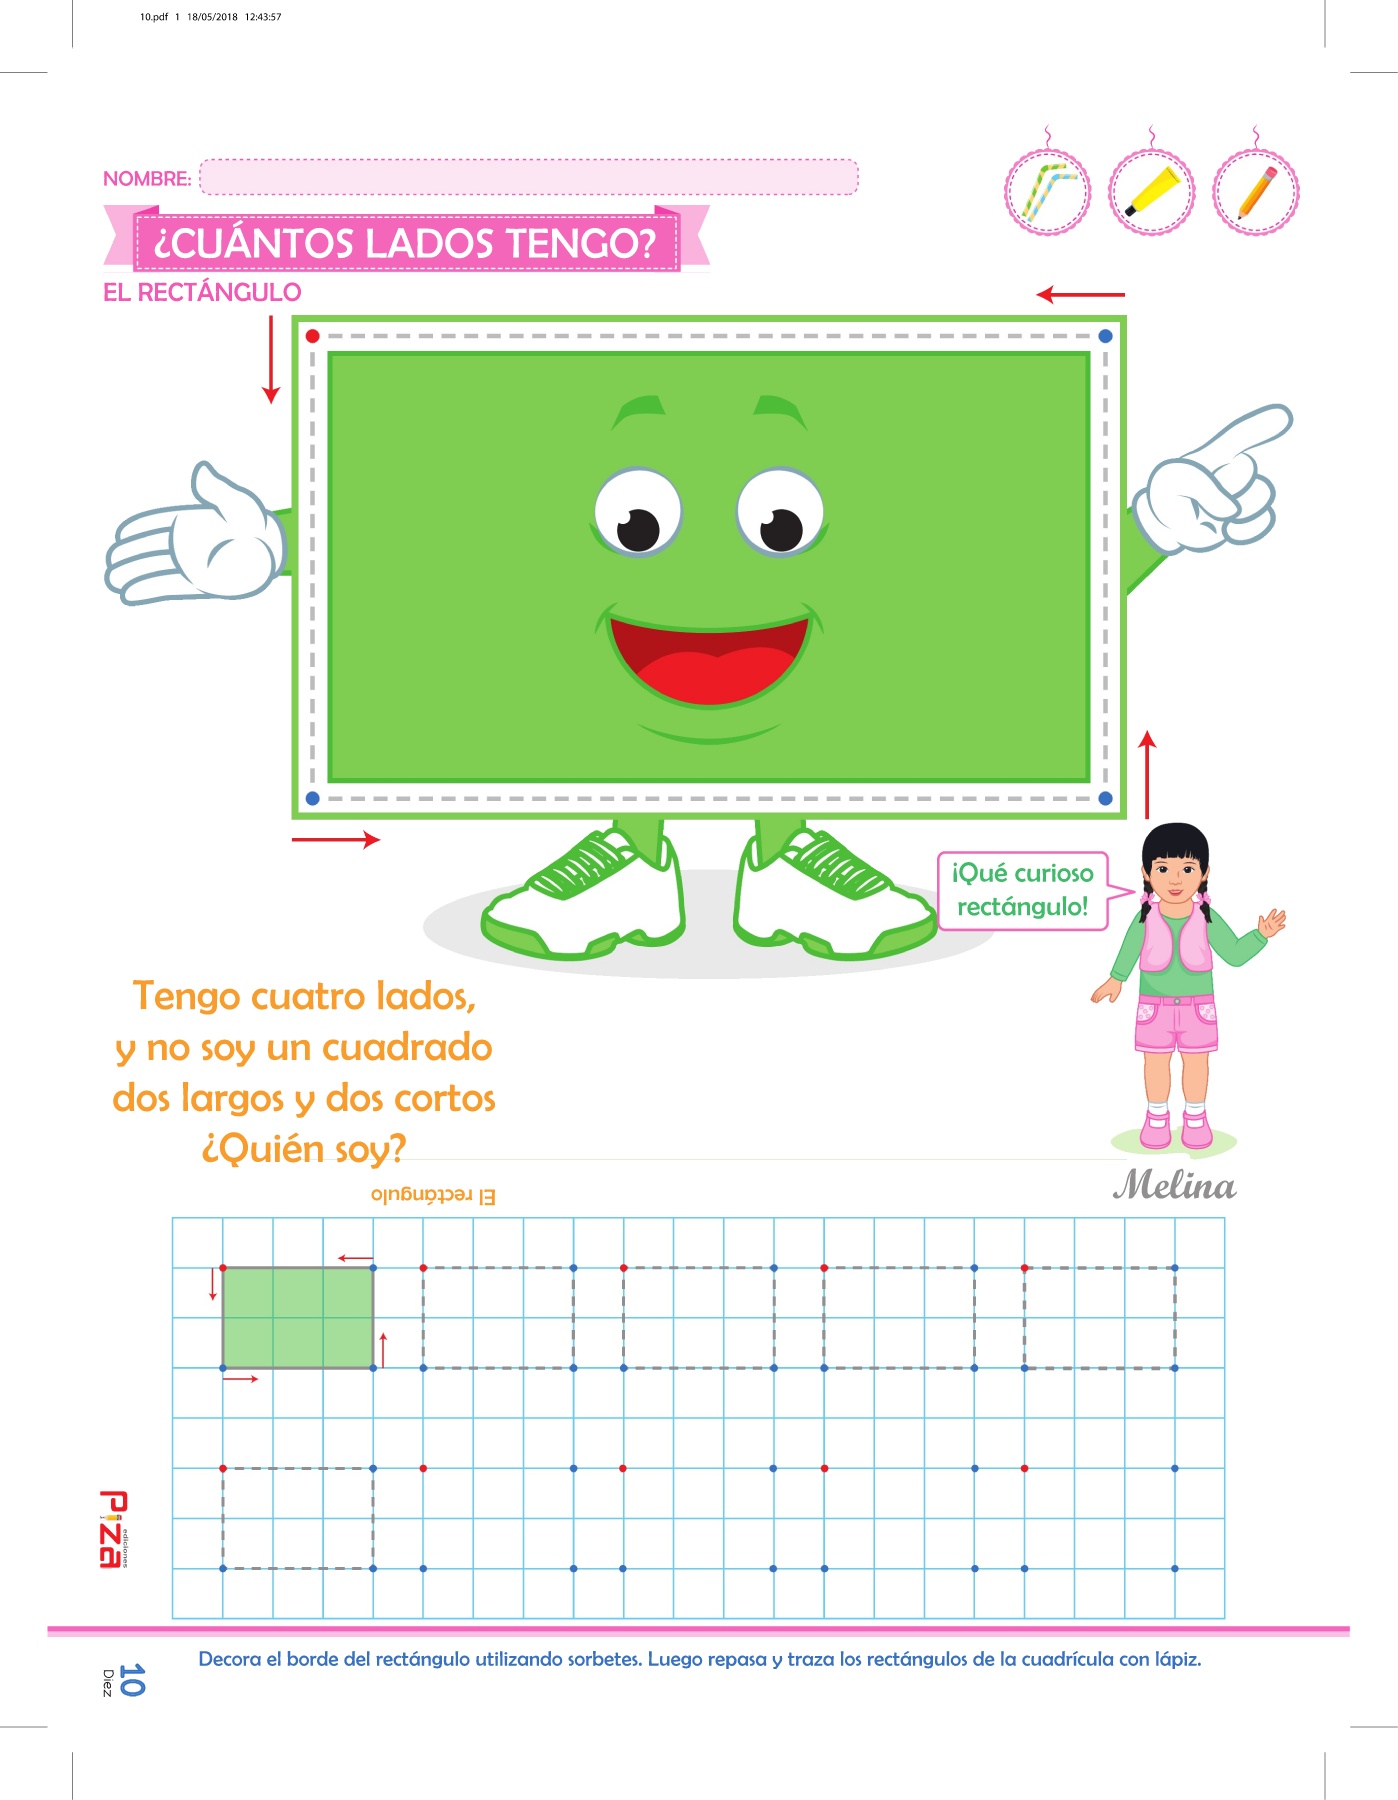 10.pdf 1 18/05/2018 12:43:57
NOMBRE:
¿CUÁNTOS LADOS TENGO?
EL RECTÁNGULO
¡Qué curioso
rectángulo!
Tengo cuatro lados,
y no soy un cuadrado
dos largos y dos cortos
¿Quién soy?
El rectángulo
Melina
Piza
ediciones
10
Diez
Decora el borde del rectángulo utilizando sorbetes. Luego repasa y traza los rectángulos de la cuadrícula con lápiz.